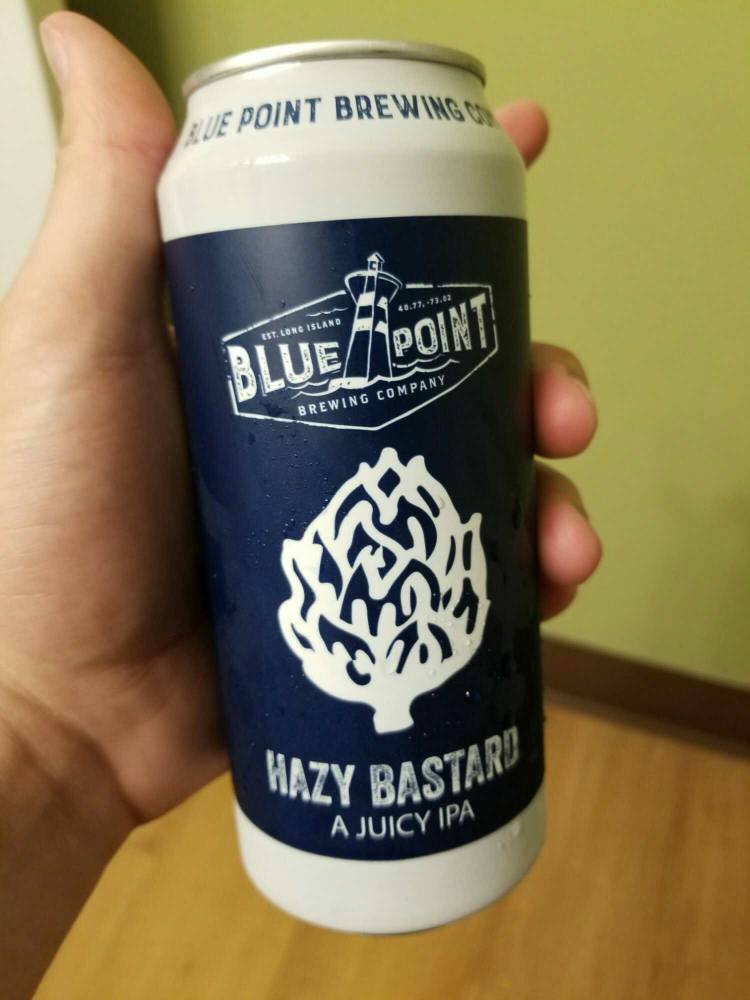 BLUE POINT BREWING CO
EST. LONG ISLAND
40.77, -73.02
BLUE POINT
BREWING COMPANY
HAZY BASTARD
A JUICY IPA